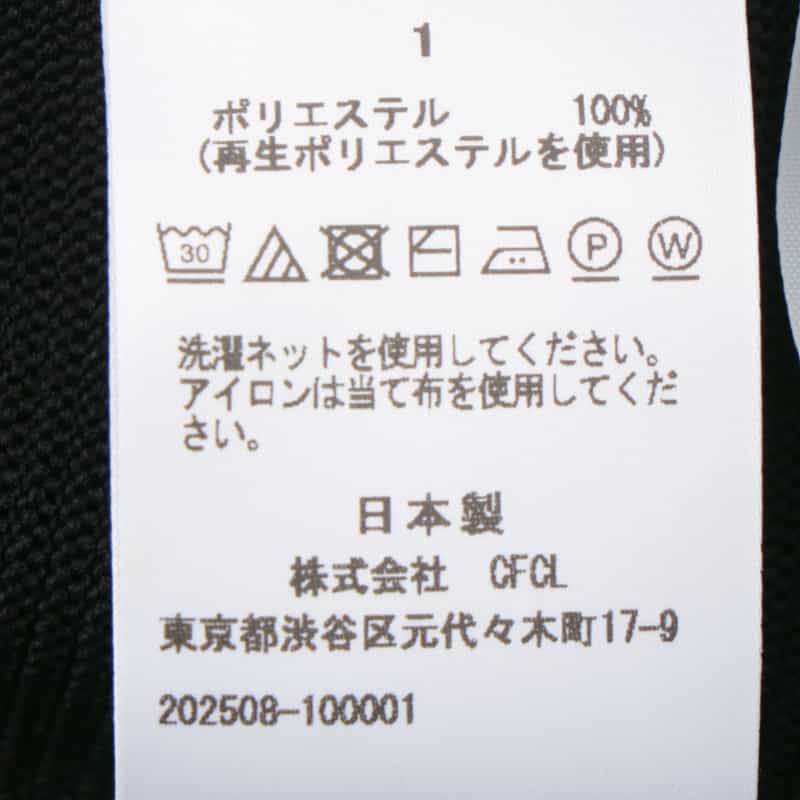 1
ポリエステル 100%
(再生ポリエステルを使用)
30 P W
洗濯ネットを使用してください。
アイロンは当て布を使用してくだ
さい。
日本製
株式会社 CFCL
東京都渋谷区元代々木町17-9
202508-100001